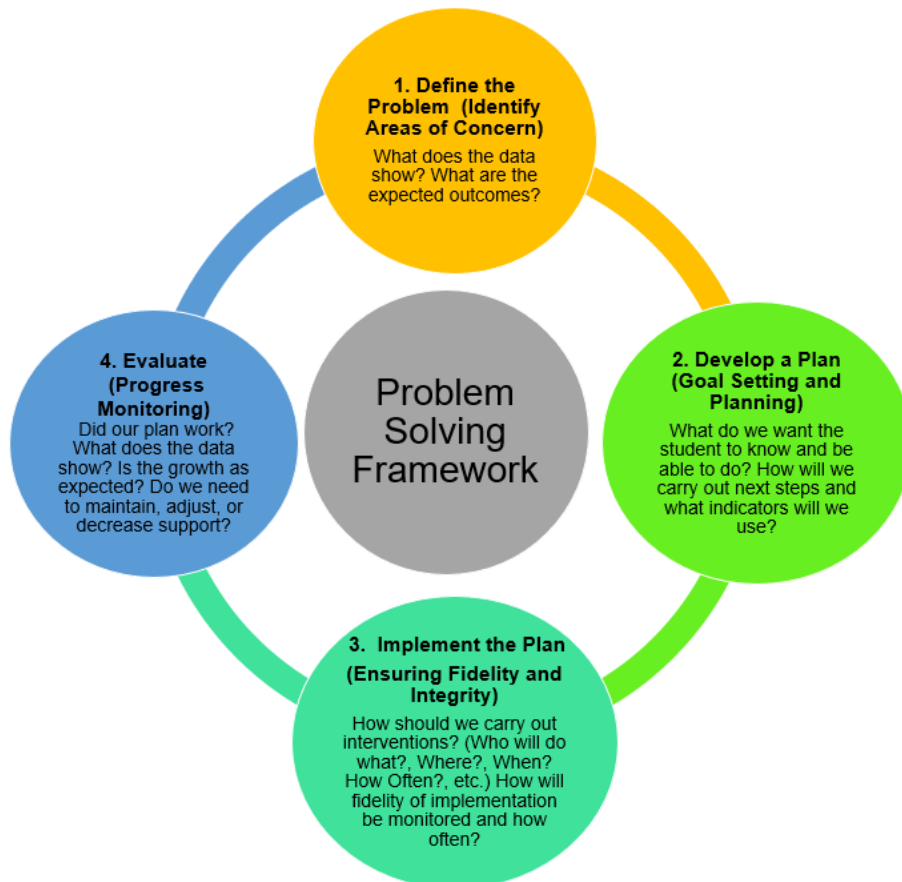 1. Define the
Problem (Identify
Areas of Concern)
What does the data
show? What are the
expected outcomes?
2. Develop a Plan
(Goal Setting and
Planning)
What do we want the
student to know and be
able to do? How will we
carry out next steps and
what indicators will we
use?
3. Implement the Plan
(Ensuring Fidelity and
Integrity)
How should we carry out
interventions? (Who will do
what?, Where?, When?
How Often?, etc.) How will
fidelity of implementation
be monitored and how
often?
4. Evaluate
(Progress
Monitoring)
Did our plan work?
What does the data
show? Is the growth as
expected? Do we need
to maintain, adjust, or
decrease support?
Problem
Solving
Framework